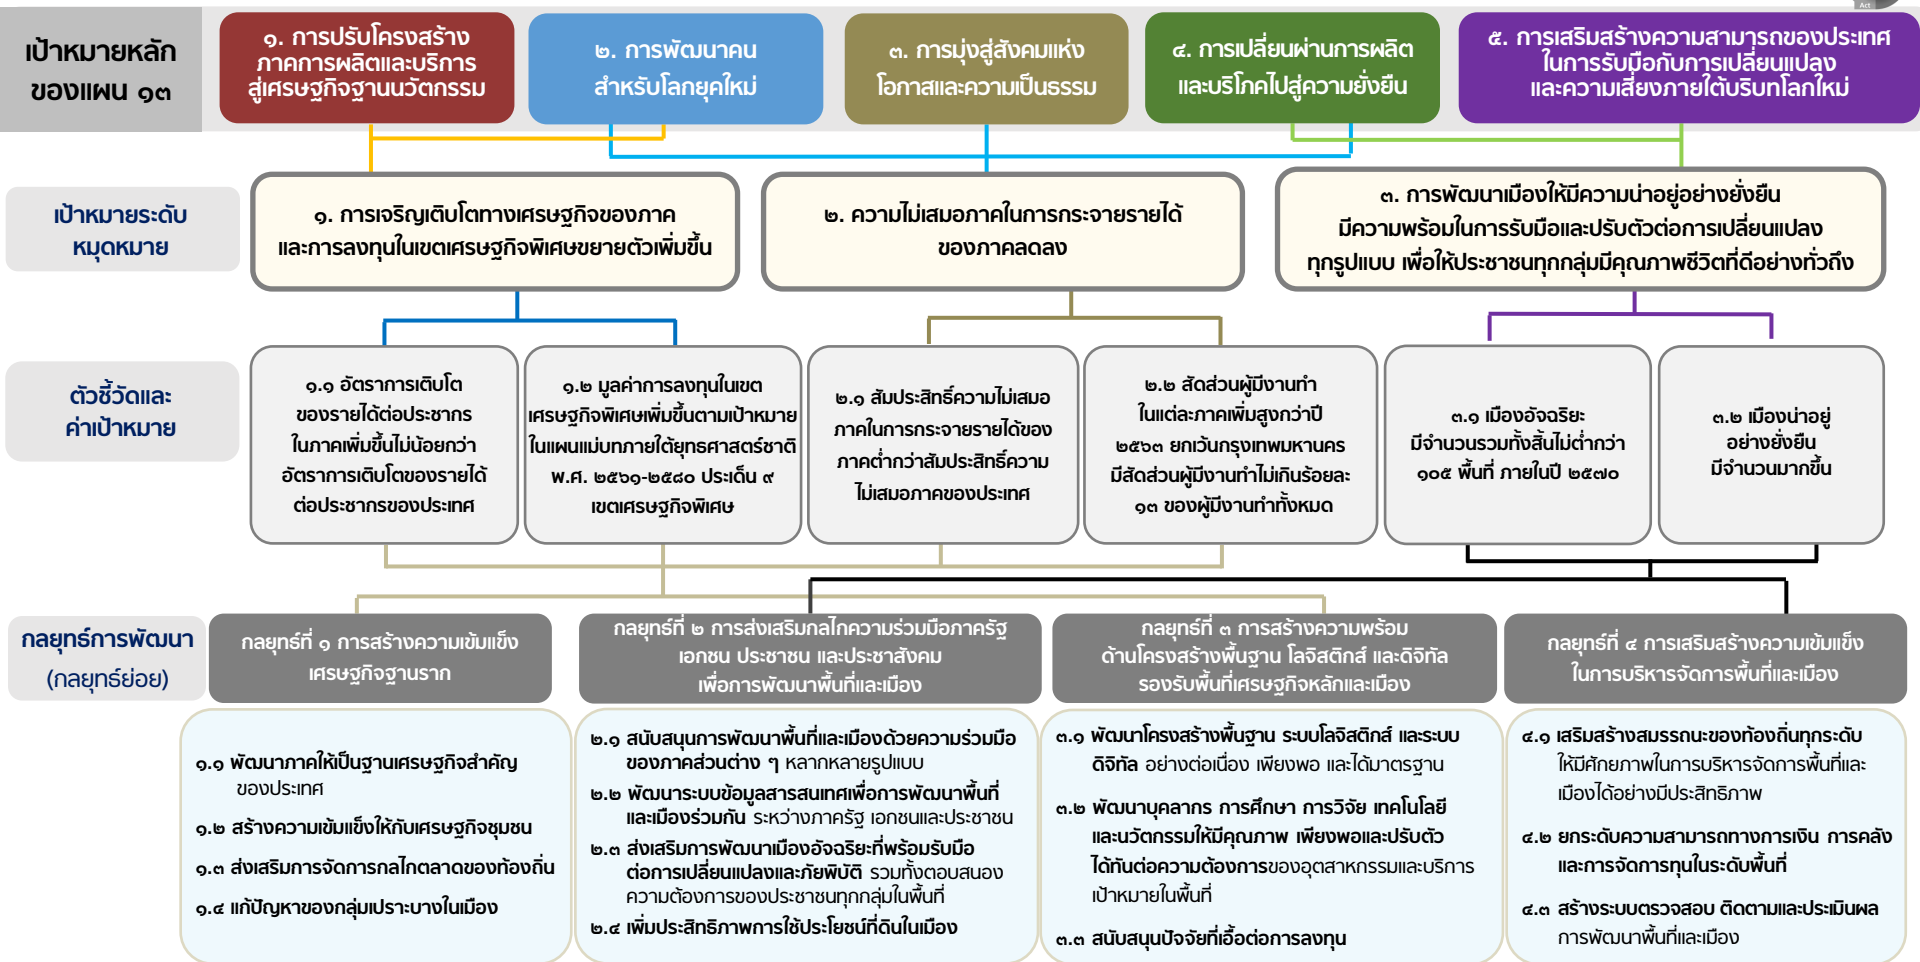 Act
เป้าหมายหลัก
ของแผน ๑๓
๑. การปรับโครงสร้าง
ภาคการผลิตและบริการ
สู่เศรษฐกิจฐานนวัตกรรม
๒. การพัฒนาคน
สำหรับโลกยุคใหม่
๓. การมุ่งสู่สังคมแห่ง
โอกาสและความเป็นธรรม
๔. การเปลี่ยนผ่านการผลิต
และบริโภคไปสู่ความยั่งยืน
๕. การเสริมสร้างความสามารถของประเทศ
ในการรับมือกับการเปลี่ยนแปลง
และความเสี่ยงภายใต้บริบทโลกใหม่
เป้าหมายระดับ
หมุดหมาย
๑. การเจริญเติบโตทางเศรษฐกิจของภาค
และการลงทุนในเขตเศรษฐกิจพิเศษขยายตัวเพิ่มขึ้น
๒. ความไม่เสมอภาคในการกระจายรายได้
ของภาคลดลง
๓. การพัฒนาเมืองให้มีความน่าอยู่อย่างยั่งยืน
มีความพร้อมในการรับมือและปรับตัวต่อการเปลี่ยนแปลง
ทุกรูปแบบ เพื่อให้ประชาชนทุกกลุ่มมีคุณภาพชีวิตที่ดีอย่างทั่วถึง
ตัวชี้วัดและ
ค่าเป้าหมาย
๑.๑ อัตราการเติบโต
ของรายได้ต่อประชากร
ในภาคเพิ่มขึ้นไม่น้อยกว่า
อัตราการเติบโตของรายได้
ต่อประชากรของประเทศ
๑.๒ มูลค่าการลงทุนในเขต
เศรษฐกิจพิเศษเพิ่มขึ้นตามเป้าหมาย
ในแผนแม่บทภายใต้ยุทธศาสตร์ชาติ
พ.ศ. ๒๕๖๑-๒๕๘๐ ประเด็น ๙
เขตเศรษฐกิจพิเศษ
๒.๑ สัมประสิทธิ์ความไม่เสมอ
ภาคในการกระจายรายได้ของ
ภาคต่ำกว่าสัมประสิทธิ์ความ
ไม่เสมอภาคของประเทศ
๒.๒ สัดส่วนผู้มีงานทำ
ในแต่ละภาคเพิ่มสูงกว่าปี
๒๕๖๓ ยกเว้นกรุงเทพมหานคร
มีสัดส่วนผู้มีงานทำไม่เกินร้อยละ
๑๓ ของผู้มีงานทำทั้งหมด
๓.๑ เมืองอัจฉริยะ
มีจำนวนรวมทั้งสิ้นไม่ต่ำกว่า
๑๐๕ พื้นที่ ภายในปี ๒๕๗๐
๓.๒ เมืองน่าอยู่
อย่างยั่งยืน
มีจำนวนมากขึ้น
กลยุทธ์การพัฒนา
(กลยุทธ์ย่อย)
กลยุทธ์ที่ ๑ การสร้างความเข้มแข็ง
เศรษฐกิจฐานราก
กลยุทธ์ที่ ๒ การส่งเสริมกลไกความร่วมมือภาครัฐ
เอกชน ประชาชน และประชาสังคม
เพื่อการพัฒนาพื้นที่และเมือง
กลยุทธ์ที่ ๓ การสร้างความพร้อม
ด้านโครงสร้างพื้นฐาน โลจิสติกส์ และดิจิทัล
รองรับพื้นที่เศรษฐกิจหลักและเมือง
กลยุทธ์ที่ ๔ การเสริมสร้างความเข้มแข็ง
ในการบริหารจัดการพื้นที่และเมือง
๑.๑ พัฒนาภาคให้เป็นฐานเศรษฐกิจสำคัญ
ของประเทศ
๑.๒ สร้างความเข้มแข็งให้กับเศรษฐกิจชุมชน
๑.๓ ส่งเสริมการจัดการกลไกตลาดของท้องถิ่น
๑.๔ แก้ปัญหาของกลุ่มเปราะบางในเมือง
๒.๑ สนับสนุนการพัฒนาพื้นที่และเมืองด้วยความร่วมมือ
ของภาคส่วนต่าง ๆ หลากหลายรูปแบบ
๒.๒ พัฒนาระบบข้อมูลสารสนเทศเพื่อการพัฒนาพื้นที่
และเมืองร่วมกัน ระหว่างภาครัฐ เอกชนและประชาชน
๒.๓ ส่งเสริมการพัฒนาเมืองอัจฉริยะที่พร้อมรับมือ
ต่อการเปลี่ยนแปลงและภัยพิบัติ รวมทั้งตอบสนอง
ความต้องการของประชาชนทุกกลุ่มในพื้นที่
๒.๔ เพิ่มประสิทธิภาพการใช้ประโยชน์ที่ดินในเมือง
๓.๑ พัฒนาโครงสร้างพื้นฐาน ระบบโลจิสติกส์ และระบบ
ดิจิทัล อย่างต่อเนื่อง เพียงพอ และได้มาตรฐาน
๓.๒ พัฒนาบุคลากร การศึกษา การวิจัย เทคโนโลยี
และนวัตกรรมให้มีคุณภาพ เพียงพอและปรับตัว
ได้ทันต่อความต้องการของอุตสาหกรรมและบริการ
เป้าหมายในพื้นที่
๓.๓ สนับสนุนปัจจัยที่เอื้อต่อการลงทุน
๔.๑ เสริมสร้างสมรรถนะของท้องถิ่นทุกระดับ
ให้มีศักยภาพในการบริหารจัดการพื้นที่และ
เมืองได้อย่างมีประสิทธิภาพ
๔.๒ ยกระดับความสามารถทางการเงิน การคลัง
และการจัดการทุนในระดับพื้นที่
๔.๓ สร้างระบบตรวจสอบ ติดตามและประเมินผล
การพัฒนาพื้นที่และเมือง